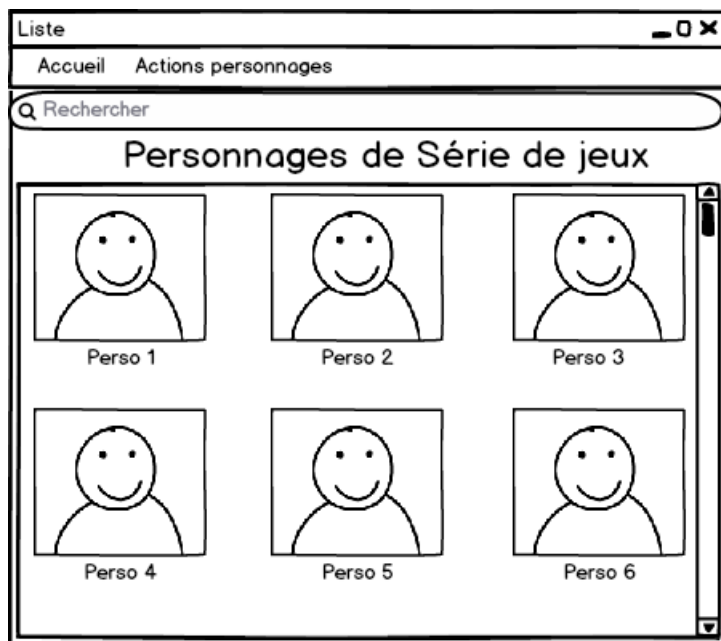 Liste
Accueil Actions personnages
Rechercher
Personnages de Série de jeux
Perso 1 Perso 2 Perso 3
Perso 4 Perso 5 Perso 6